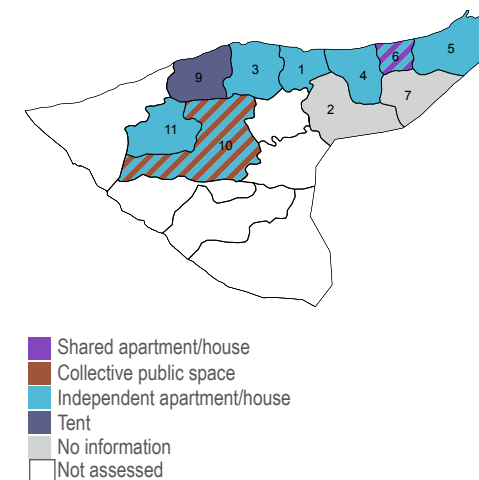 5
6
3
1
9
4
7
2
11
10
Shared apartment/house
Collective public space
Independent apartment/house
Tent
No information
Not assessed